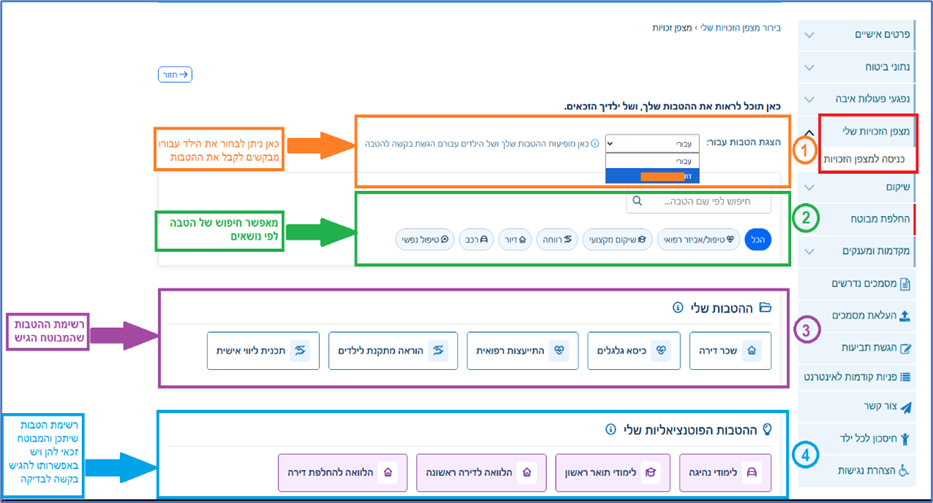 פרטים אישיים
נתוני ביטוח
נפגעי פעולות איבה
מצפן הזכויות שלי
כניסה למצפן הזכויות
שיקום
החלפת מבוטח
מקדמות ומענקים
מסמכים נדרשים
העלאת מסמכים
הגשת תביעות
פניות קודמות לאינטרנט
צור קשר
חיסכון לכל ילד
הצהרת נגישות
בירור מצפן הזכויות שלי › מצפן זכויות
חזור
כאן תוכל לראות את ההטבות שלך, ושל ילדיך הזכאים.
1
הצגת הטבות עבור:
עבורי
כאן מופיעות ההטבות שלך ושל הילדים עבורם הגשת בקשה להטבה
עבורי
כאן ניתן לבחור את הילד עבורו
מבקשים לקבל את ההטבות
2
חיפוש לפי שם הטבה...
הכל
טיפול/אביזר רפואי
שיקום מקצועי
דיור
רווחה
רכב
טיפול נפשי
מאפשר חיפוש של הטבה
לפי נושאים
3
ההטבות שלי
שכר דירה
כיסא גלגלים
התייעצות רפואית
הוראה מתקנת לילדים
תכנית ליווי אישית
רשימת ההטבות
שהמבוטח הגיש
4
ההטבות הפוטנציאליות שלי
לימודי נהיגה
לימודי תואר ראשון
הלוואה לדירה ראשונה
הלוואה להחלפת דירה
רשימת הטבות
שיתכן והמבוטח
זכאי להן ויש
באפשרותו להגיש
בקשה לבדיקה